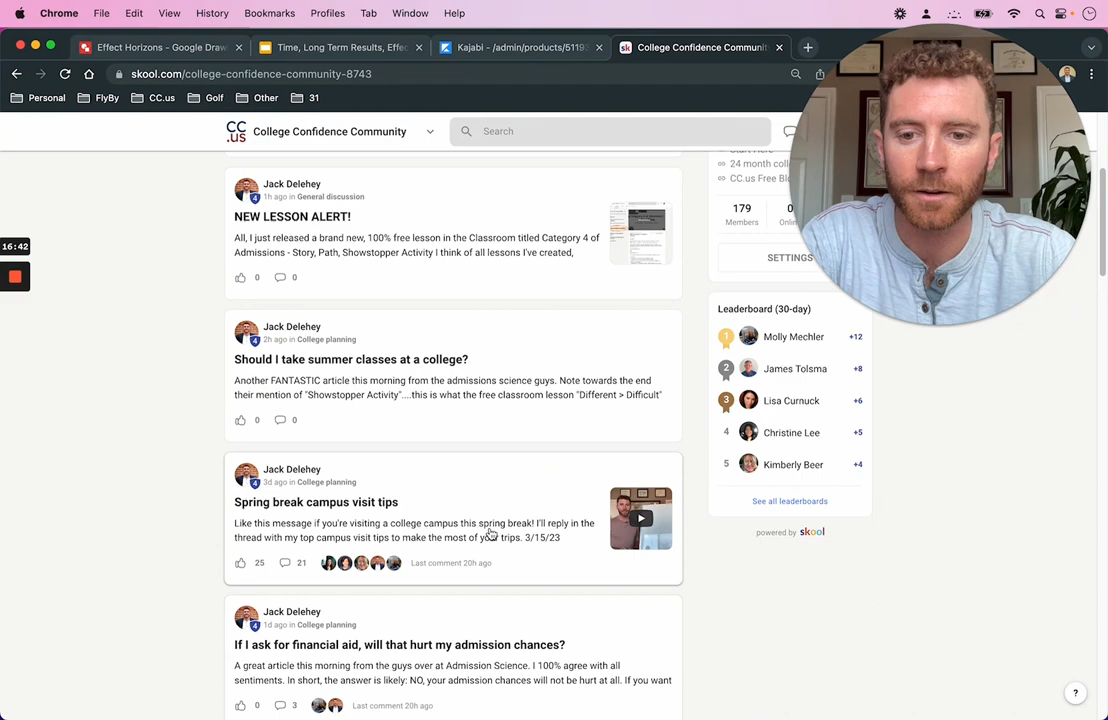 Chrome File Edit View History Bookmarks Profiles Tab Window Help
Effect Horizons - Google Draw
Time, Long Term Results, Effec
Kajabi - /admin/products/5119
sk College Confidence Communit
skool.com/college-confidence-community-8743
Personal FlyBy CC.us Golf Other 31
CC
.us
College Confidence Community
Search
Start Here
24 month coll
CC.us Free Blo
179
Members
0
Onlin
SETTINGS
16:42
Jack Delehey
4
1h ago in General discussion
NEW LESSON ALERT!
All, I just released a brand new, 100% free lesson in the Classroom titled Category 4 of
Admissions - Story, Path, Showstopper Activity I think of all lessons I've created,
0 0
Jack Delehey
4
2h ago in College planning
Should I take summer classes at a college?
Another FANTASTIC article this morning from the admissions science guys. Note towards the end
their mention of "Showstopper Activity"....this is what the free classroom lesson "Different > Difficult"
0 0
Jack Delehey
4
3d ago in College planning
Spring break campus visit tips
Like this message if you're visiting a college campus this spring break! I'll reply in the
thread with my top campus visit tips to make the most of your trips. 3/15/23
25 21 Last comment 20h ago
Jack Delehey
4
1d ago in College planning
If I ask for financial aid, will that hurt my admission chances?
A great article this morning from the guys over at Admission Science. I 100% agree with all
sentiments. In short, the answer is likely: NO, your admission chances will not be hurt at all. If you want
0 3 Last comment 20h ago
Leaderboard (30-day)
1 Molly Mechler +12
2 James Tolsma +8
3 Lisa Curnuck +6
4 Christine Lee +5
5 Kimberly Beer +4
See all leaderboards
powered by skool
?